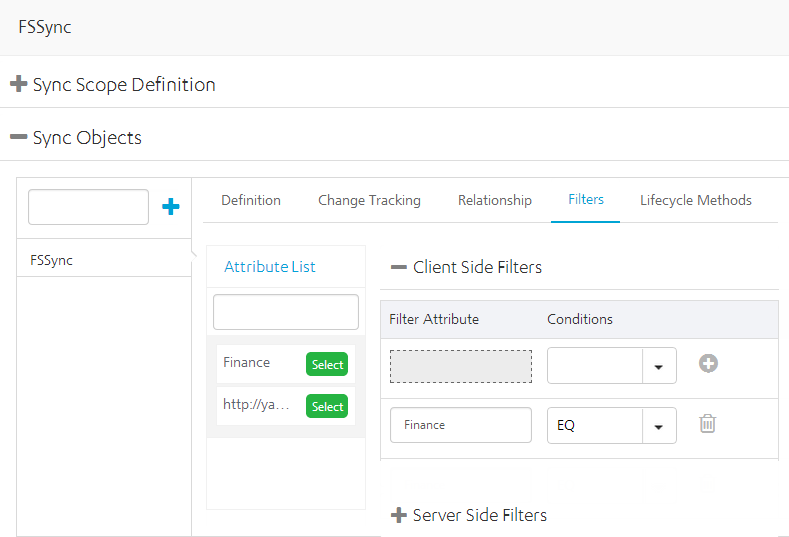 FSSync
Sync Scope Definition
Sync Objects
Definition Change Tracking Relationship Filters Lifecycle Methods
FSSync
Attribute List
Finance Select
http://ya... Select
Client Side Filters
Filter Attribute Conditions
Finance EQ
Server Side Filters